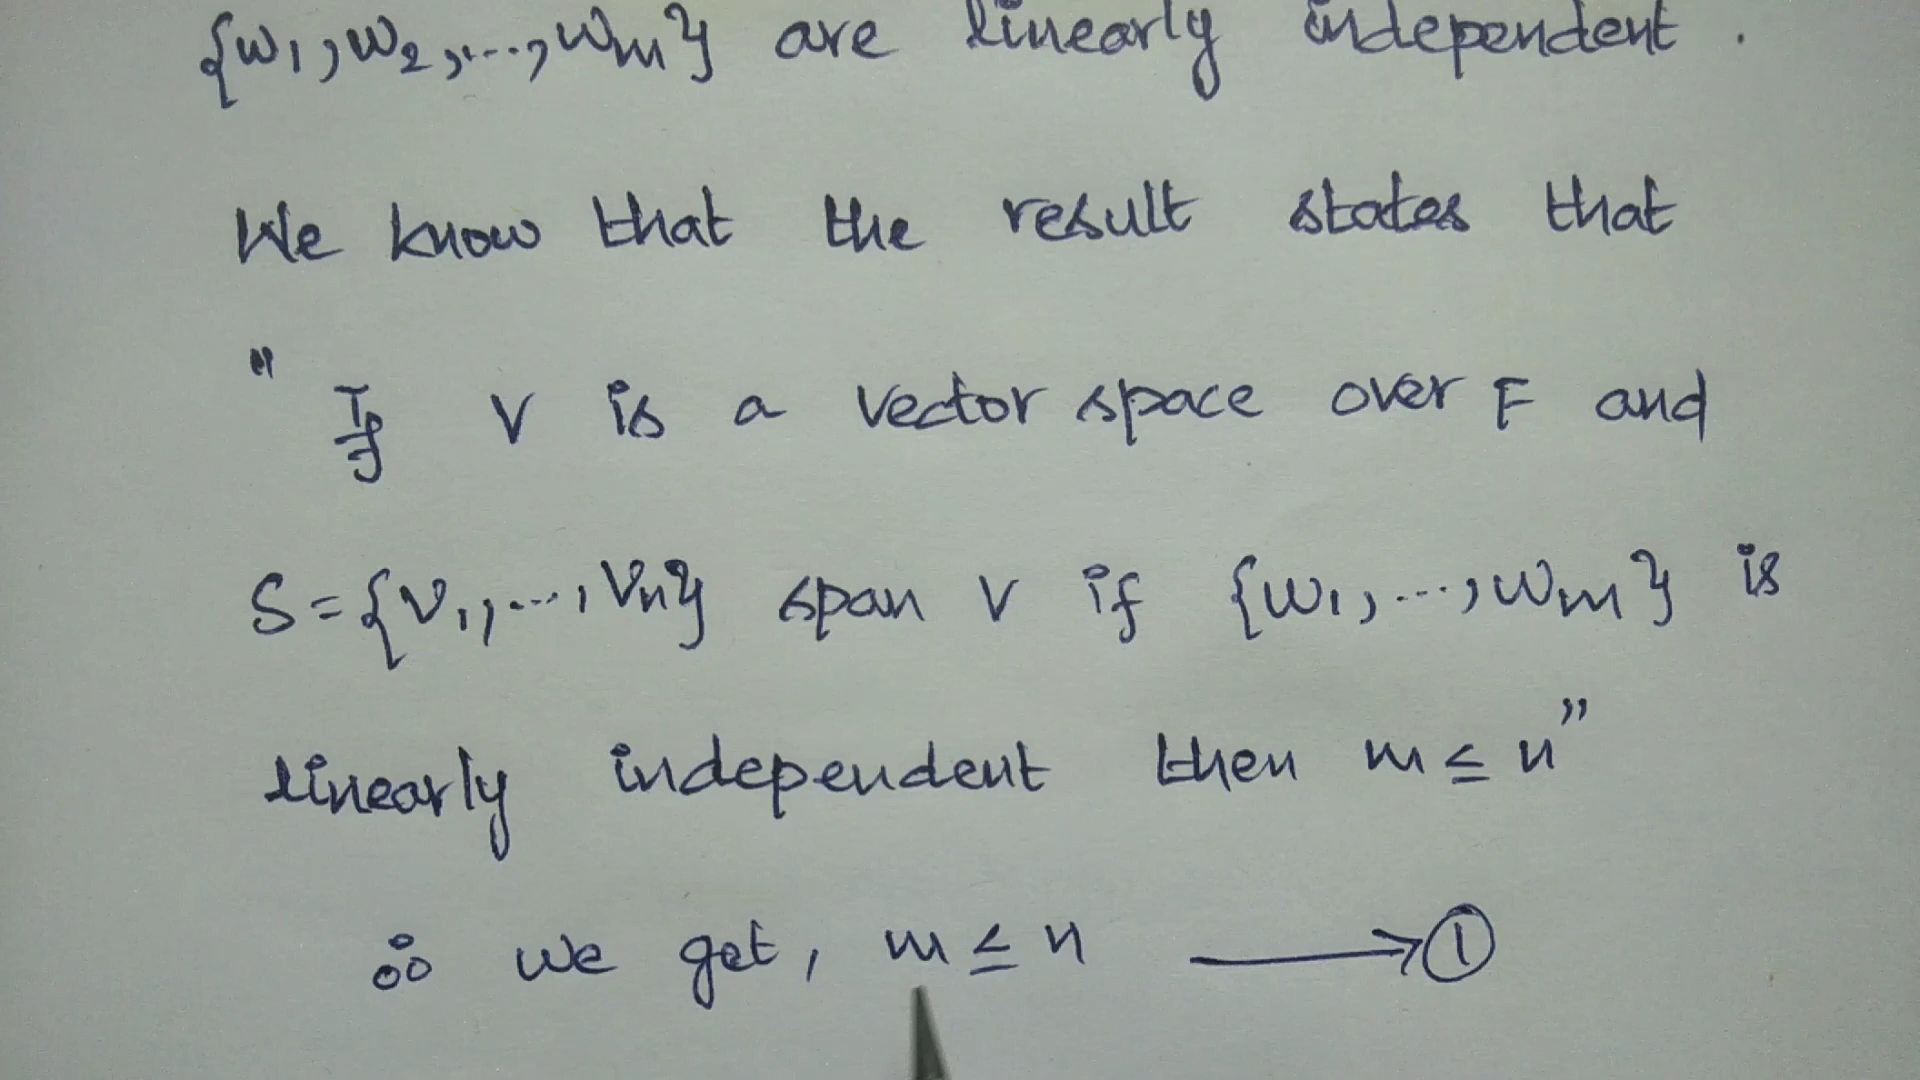 {w₁,w₂,...,wₘ} are linearly independent.
We know that the result states that
" If V is a vector space over F and
S={v₁,...,vₙ} span V if {w₁,...,wₘ} is
linearly independent then m≤n"
∴ we get, m≤n ⟶①